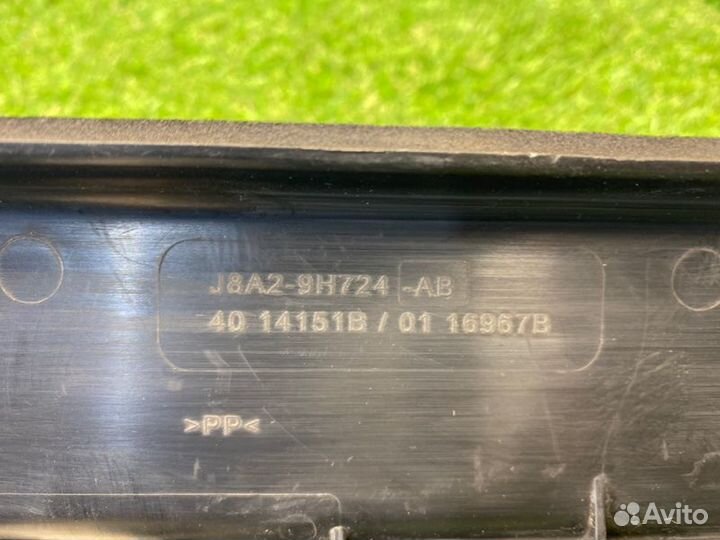 J8A2-9H724 -AB
40 14151B / 01 16967B
>PP<
Avito